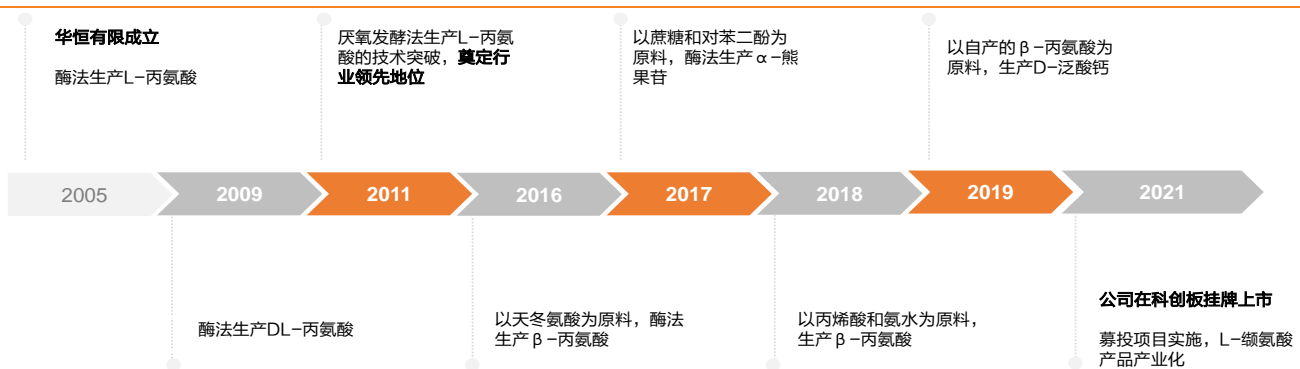 华恒有限成立
酶法生产L-丙氨酸
厌氧发酵法生产L-丙氨
酸的技术突破，奠定行
业领先地位
以蔗糖和对苯二酚为
原料，酶法生产α-熊
果苷
以自产的β-丙氨酸为
原料，生产D-泛酸钙
2005
2009
2011
2016
2017
2018
2019
2021
酶法生产DL-丙氨酸
以天冬氨酸为原料，酶法
生产β-丙氨酸
以丙烯酸和氨水为原料，
生产β-丙氨酸
公司在科创板挂牌上市
募投项目实施，L-缬氨酸
产品产业化